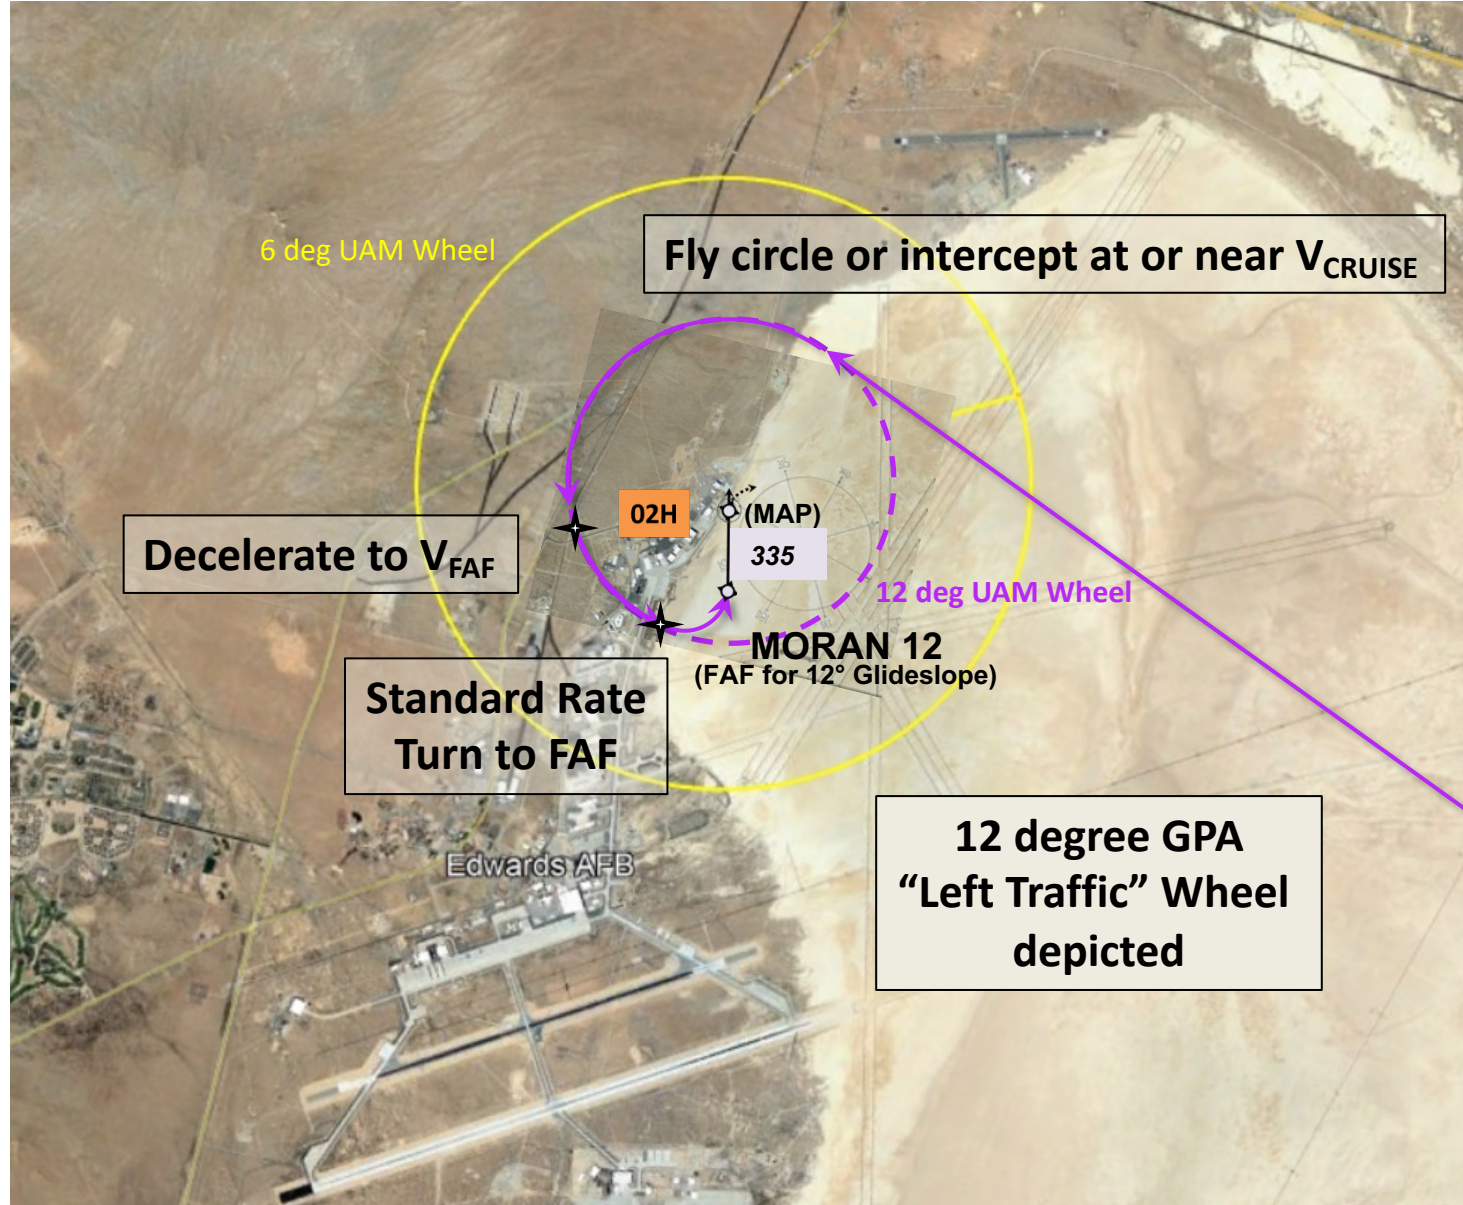 6 deg UAM Wheel
Fly circle or intercept at or near VCRUISE
02H
(MAP)
335
Decelerate to VFAF
12 deg UAM Wheel
MORAN 12
(FAF for 12° Glideslope)
Standard Rate
Turn to FAF
12 degree GPA
“Left Traffic” Wheel
depicted
Edwards AFB